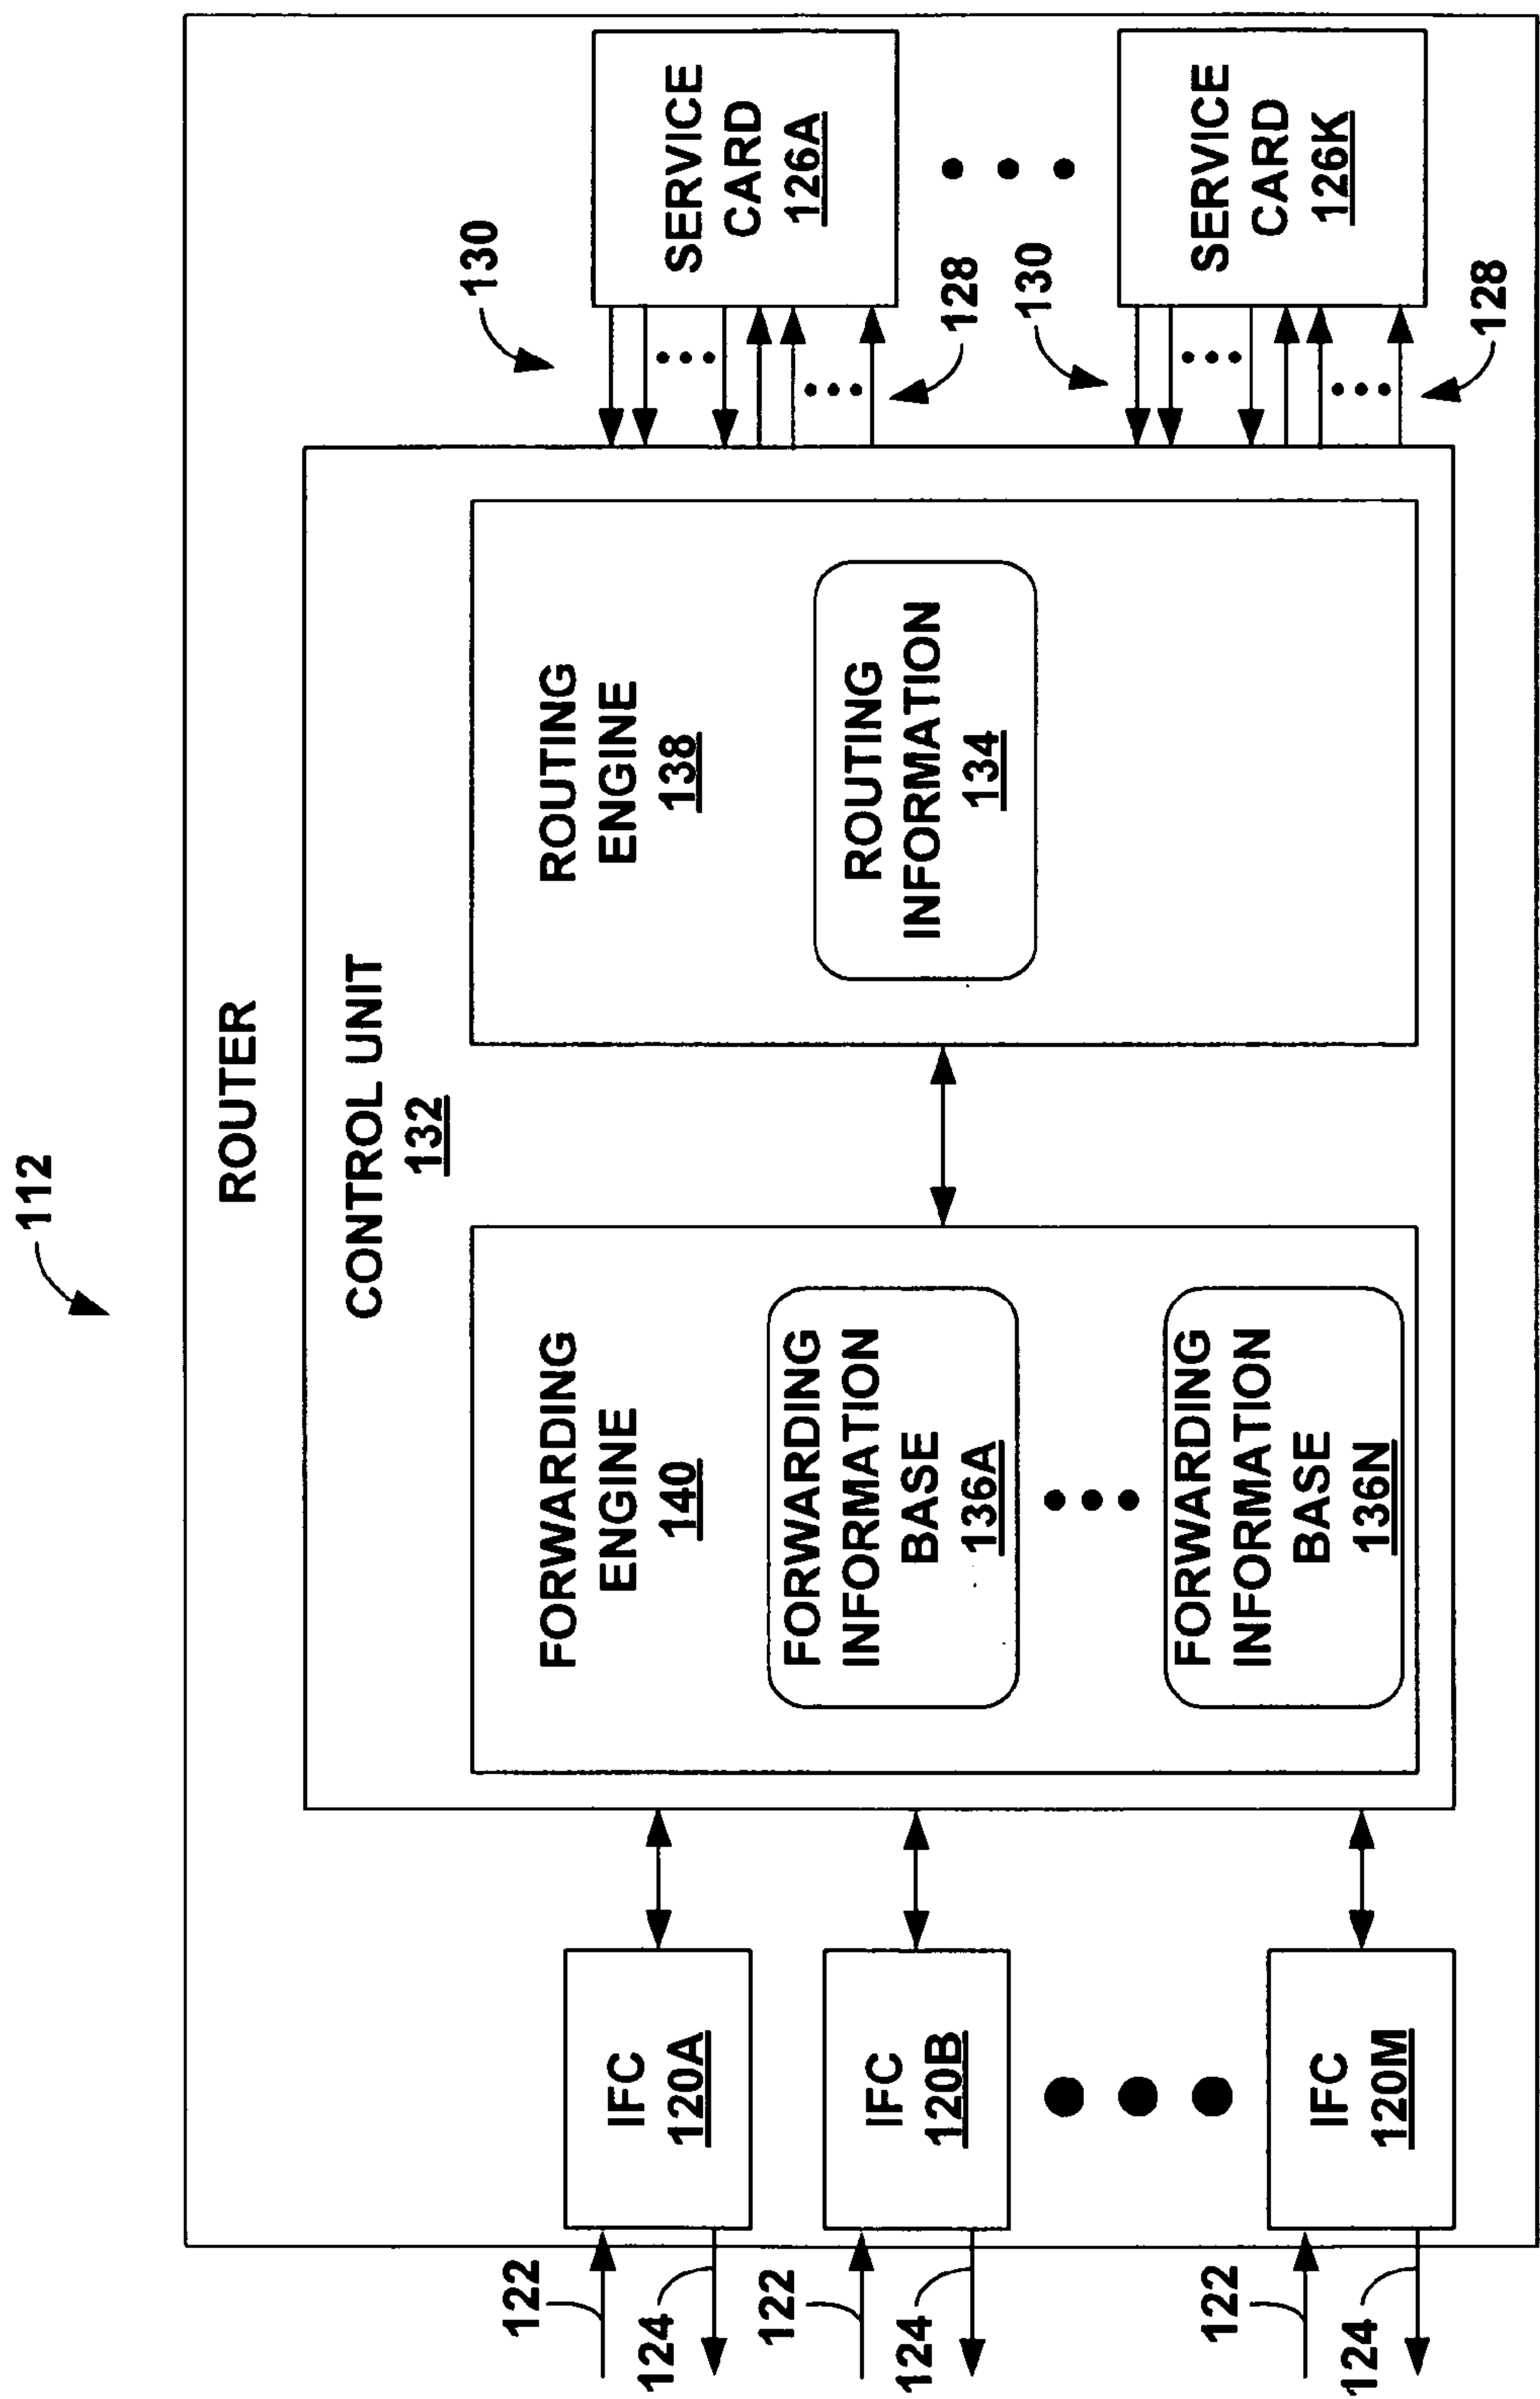 112
ROUTER
CONTROL UNIT
132
FORWARDING
ENGINE
140
FORWARDING
INFORMATION
BASE
136A
FORWARDING
INFORMATION
BASE
136N
ROUTING
ENGINE
138
ROUTING
INFORMATION
134
IFC
120A
IFC
120B
IFC
120M
122
124
122
124
122
124
130
SERVICE
CARD
126A
128
130
SERVICE
CARD
126K
128